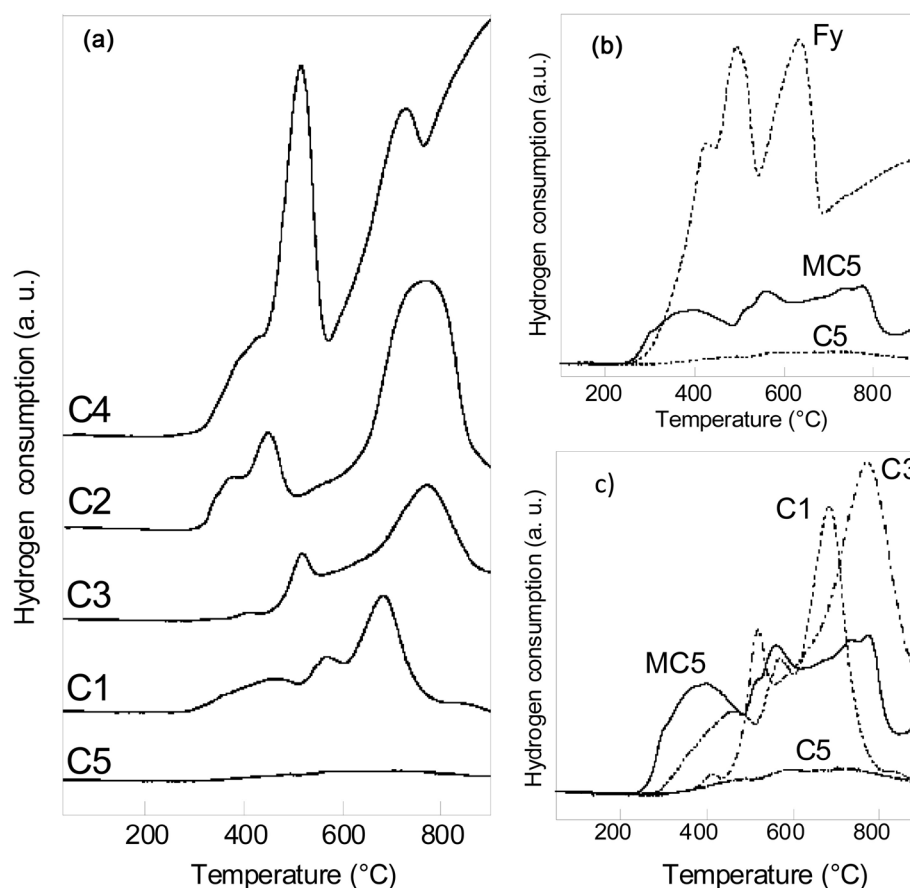 (a)
C4
C2
C3
C1
C5
200 400 600 800
Temperature (°C)
Hydrogen consumption (a. u.)
(b)
Fy
MC5
C5
200 400 600 800
Temperature (°C)
Hydrogen consumption (a.u.)
c)
C3
C1
MC5
C5
200 400 600 800
Temperature (°C)
Hydrogen consumption (a. u.)